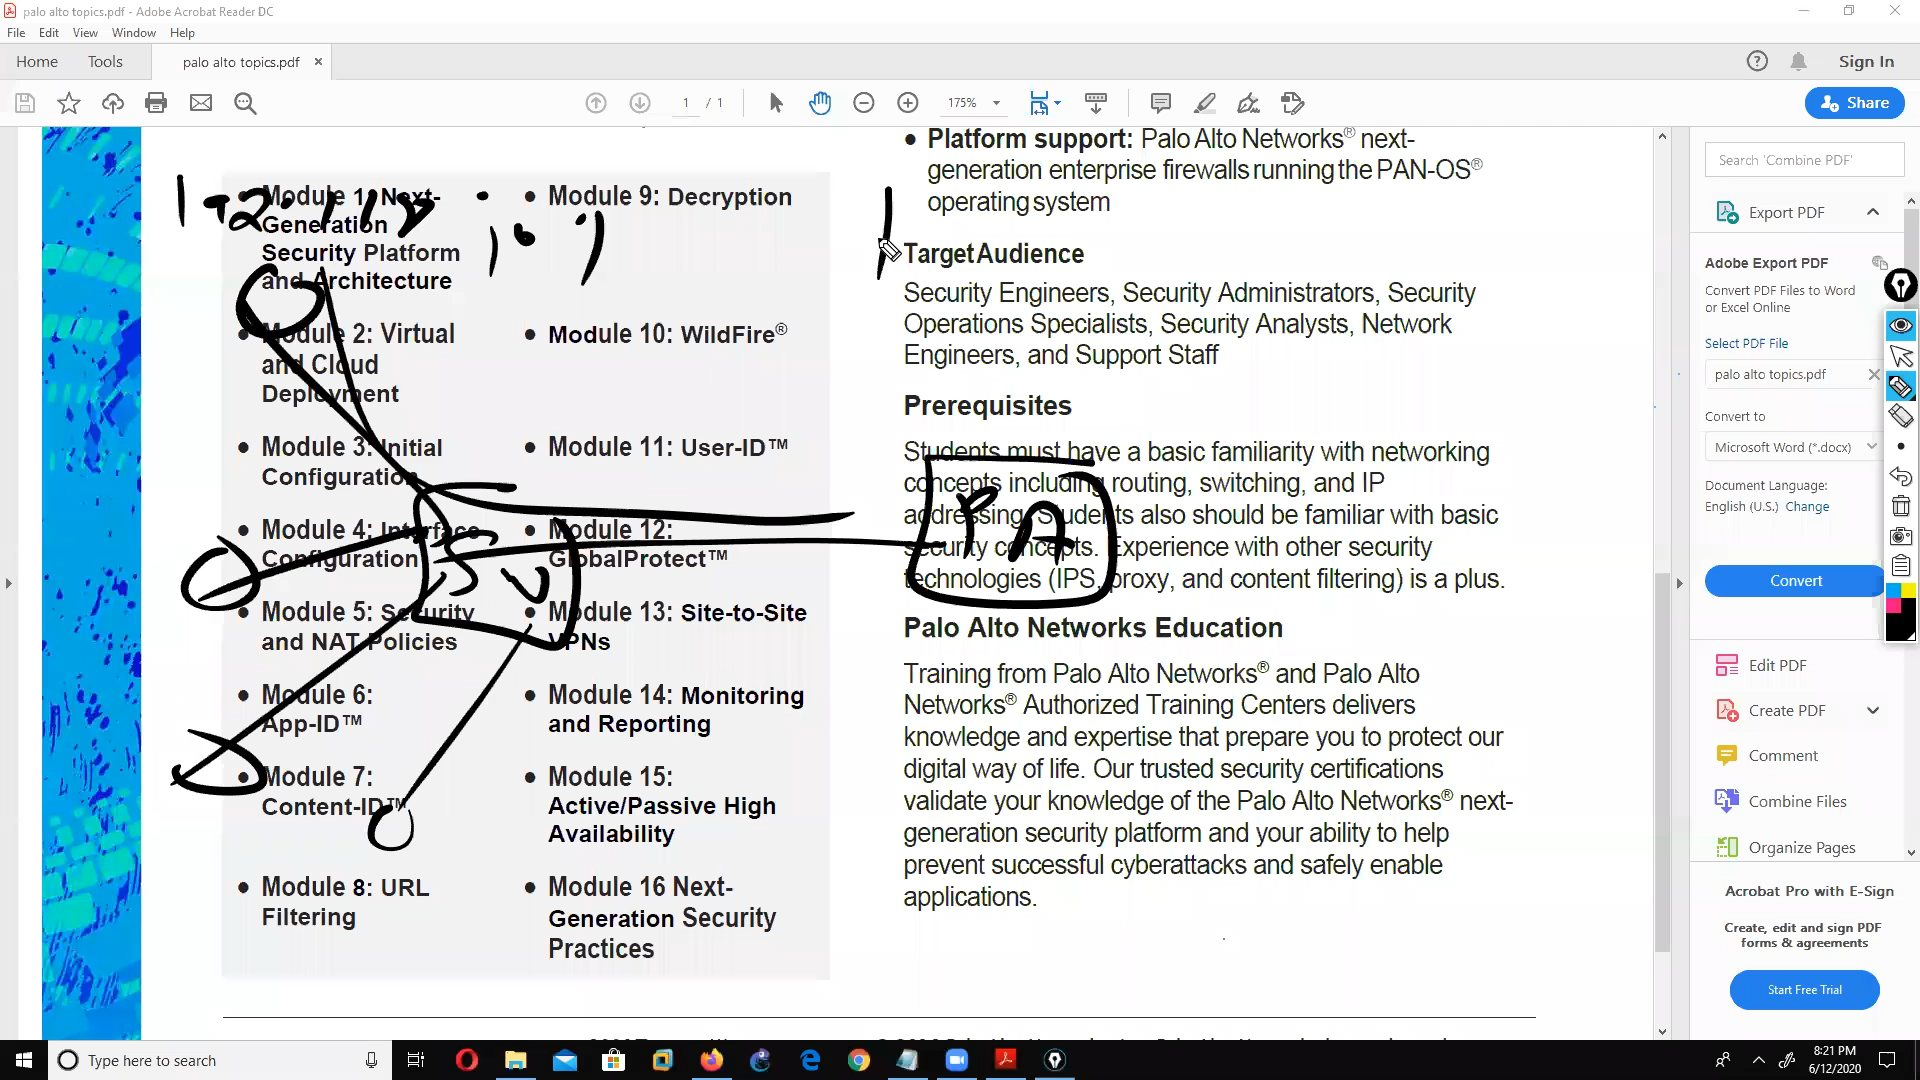 palo alto topics.pdf - Adobe Acrobat Reader DC
File Edit View Window Help
Home Tools palo alto topics.pdf ×
Sign In
1 / 1
175%
Share
• Module 1: Next-
Generation
Security Platform
and Architecture
• Module 2: Virtual
and Cloud
Deployment
• Module 3: Initial
Configuration
• Module 4: Interface
Configuration
• Module 5: Security
and NAT Policies
• Module 6:
App-ID™
• Module 7:
Content-ID™
• Module 8: URL
Filtering
• Module 9: Decryption
• Module 10: WildFire®
• Module 11: User-ID™
• Module 12:
GlobalProtect™
• Module 13: Site-to-Site
VPNs
• Module 14: Monitoring
and Reporting
• Module 15:
Active/Passive High
Availability
• Module 16 Next-
Generation Security
Practices
• Platform support: Palo Alto Networks® next-
generation enterprise firewalls running the PAN-OS®
operating system
Target Audience
Security Engineers, Security Administrators, Security
Operations Specialists, Security Analysts, Network
Engineers, and Support Staff
Prerequisites
Students must have a basic familiarity with networking
concepts including routing, switching, and IP
addressing. Students also should be familiar with basic
security concepts. Experience with other security
technologies (IPS, proxy, and content filtering) is a plus.
PA
Palo Alto Networks Education
Training from Palo Alto Networks® and Palo Alto
Networks® Authorized Training Centers delivers
knowledge and expertise that prepare you to protect our
digital way of life. Our trusted security certifications
validate your knowledge of the Palo Alto Networks® next-
generation security platform and your ability to help
prevent successful cyberattacks and safely enable
applications.
Search 'Combine PDF'
Export PDF
Adobe Export PDF
Convert PDF Files to Word
or Excel Online
Select PDF File
palo alto topics.pdf ×
Convert to
Microsoft Word (*.docx)
Document Language:
English (U.S.) Change
Convert
Edit PDF
Create PDF
Comment
Combine Files
Organize Pages
Acrobat Pro with E-Sign
Create, edit and sign PDF
forms & agreements
Start Free Trial
Type here to search
8:21 PM
6/12/2020